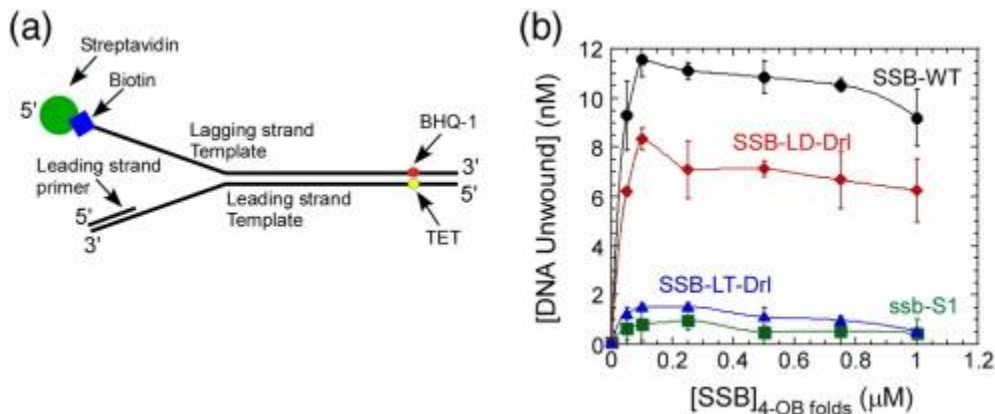 (a)
Streptavidin
Biotin
5'
Lagging strand
Template
BHQ-1
3'
5'
Leading strand
primer
5'
3'
Leading strand
Template
TET
(b)
[DNA Unwound] (nM)
12
10
8
6
4
2
0
SSB-WT
SSB-LD-Drl
SSB-LT-Drl
ssb-S1
0 0.2 0.4 0.6 0.8 1 1.2
[SSB]4-OB folds (μM)